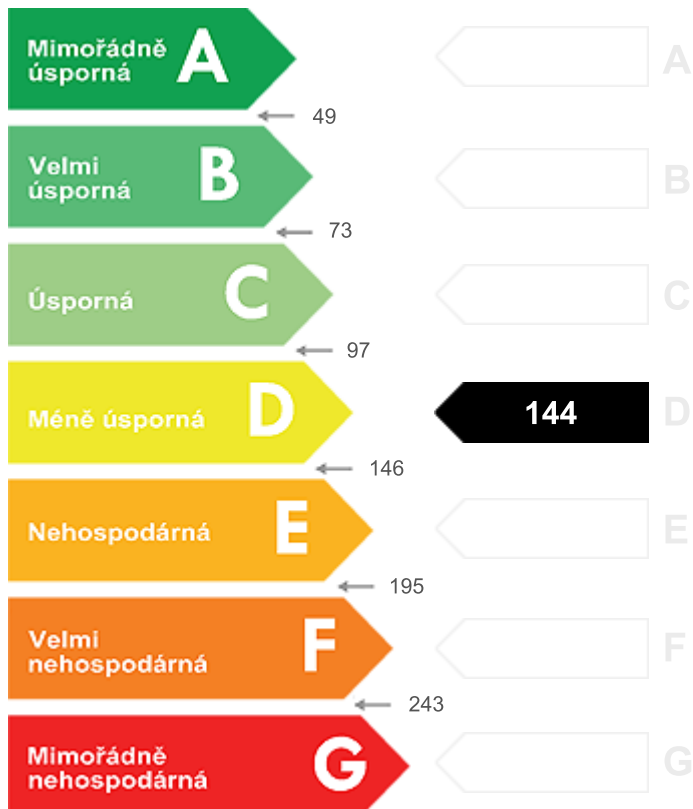 Mimořádně
úsporná
A
A
49
Velmi
úsporná
B
B
73
Úsporná
C
C
97
Méně úsporná
D
144
D
146
Nehospodárná
E
E
195
Velmi
nehospodárná
F
F
243
Mimořádně
nehospodárná
G
G